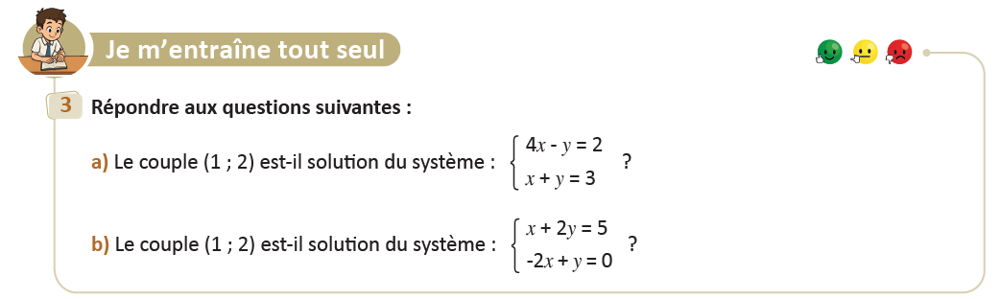 Je m’entraîne tout seul
3 Répondre aux questions suivantes :
a) Le couple (1 ; 2) est-il solution du système : { 4x - y = 2
x + y = 3 ?
b) Le couple (1 ; 2) est-il solution du système : { x + 2y = 5
-2x + y = 0 ?